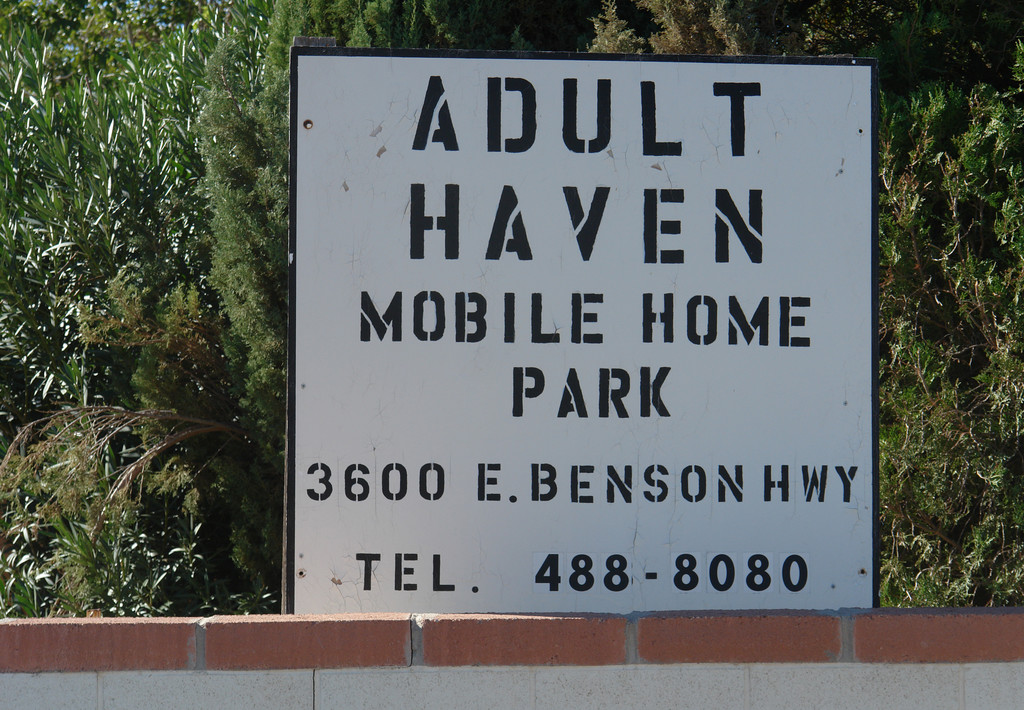 ADULT
HAVEN
MOBILE HOME
PARK
3600 E. BENSON HWY
TEL. 488-8080